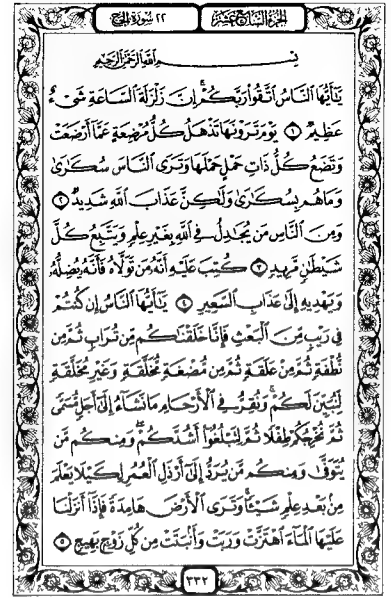 الجزء السابع عشر
٢٢ سورة الحج
بِسْمِ اللَّهِ الرَّحْمَٰنِ الرَّحِيمِ
يَٰٓأَيُّهَا ٱلنَّاسُ ٱتَّقُوا۟ رَبَّكُمْ ۚ إِنَّ زَلْزَلَةَ ٱلسَّاعَةِ شَىْءٌ
عَظِيمٌ ١ يَوْمَ تَرَوْنَهَا تَذْهَلُ كُلُّ مُرْضِعَةٍ عَمَّآ أَرْضَعَتْ
وَتَضَعُ كُلُّ ذَاتِ حَمْلٍ حَمْلَهَا وَتَرَى ٱلنَّاسَ سُكَٰرَىٰ
وَمَا هُم بِسُكَٰرَىٰ وَلَٰكِنَّ عَذَابَ ٱللَّهِ شَدِيدٌ ٢
وَمِنَ ٱلنَّاسِ مَن يُجَٰدِلُ فِى ٱللَّهِ بِغَيْرِ عِلْمٍ وَيَتَّبِعُ كُلَّ
شَيْطَٰنٍ مَّرِيدٍ ٣ كُتِبَ عَلَيْهِ أَنَّهُۥ مَن تَوَلَّاهُ فَأَنَّهُۥ يُضِلُّهُۥ
وَيَهْدِيهِ إِلَىٰ عَذَابِ ٱلسَّعِيرِ ٤ يَٰٓأَيُّهَا ٱلنَّاسُ إِن كُنتُمْ
فِى رَيْبٍ مِّنَ ٱلْبَعْثِ فَإِنَّا خَلَقْنَٰكُم مِّن تُرَابٍ ثُمَّ مِن
نُّطْفَةٍ ثُمَّ مِنْ عَلَقَةٍ ثُمَّ مِن مُّضْغَةٍ مُّخَلَّقَةٍ وَغَيْرِ مُخَلَّقَةٍ
لِّنُبَيِّنَ لَكُمْ ۚ وَنُقِرُّ فِى ٱلْأَرْحَامِ مَا نَشَآءُ إِلَىٰٓ أَجَلٍ مُّسَمًّى
ثُمَّ نُخْرِجُكُمْ طِفْلًا ثُمَّ لِتَبْلُغُوٓا۟ أَشُدَّكُمْ ۖ وَمِنكُم مَّن
يُتَوَفَّىٰ وَمِنكُم مَّن يُرَدُّ إِلَىٰٓ أَرْذَلِ ٱلْعُمُرِ لِكَيْلَا يَعْلَمَ
مِنۢ بَعْدِ عِلْمٍ شَيْـًٔا ۚ وَتَرَى ٱلْأَرْضَ هَامِدَةً فَإِذَآ أَنزَلْنَا
عَلَيْهَا ٱلْمَآءَ ٱهْتَزَّتْ وَرَبَتْ وَأَنۢبَتَتْ مِن كُلِّ زَوْجٍۭ بَهِيجٍ ٥
٣٣٢